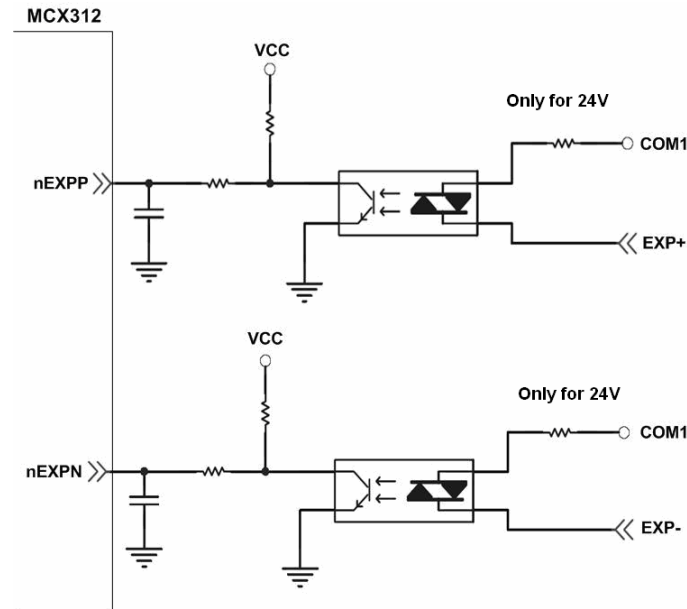 MCX312
VCC
Only for 24V
COM1
nEXPP
EXP+
VCC
Only for 24V
COM1
nEXPN
EXP-